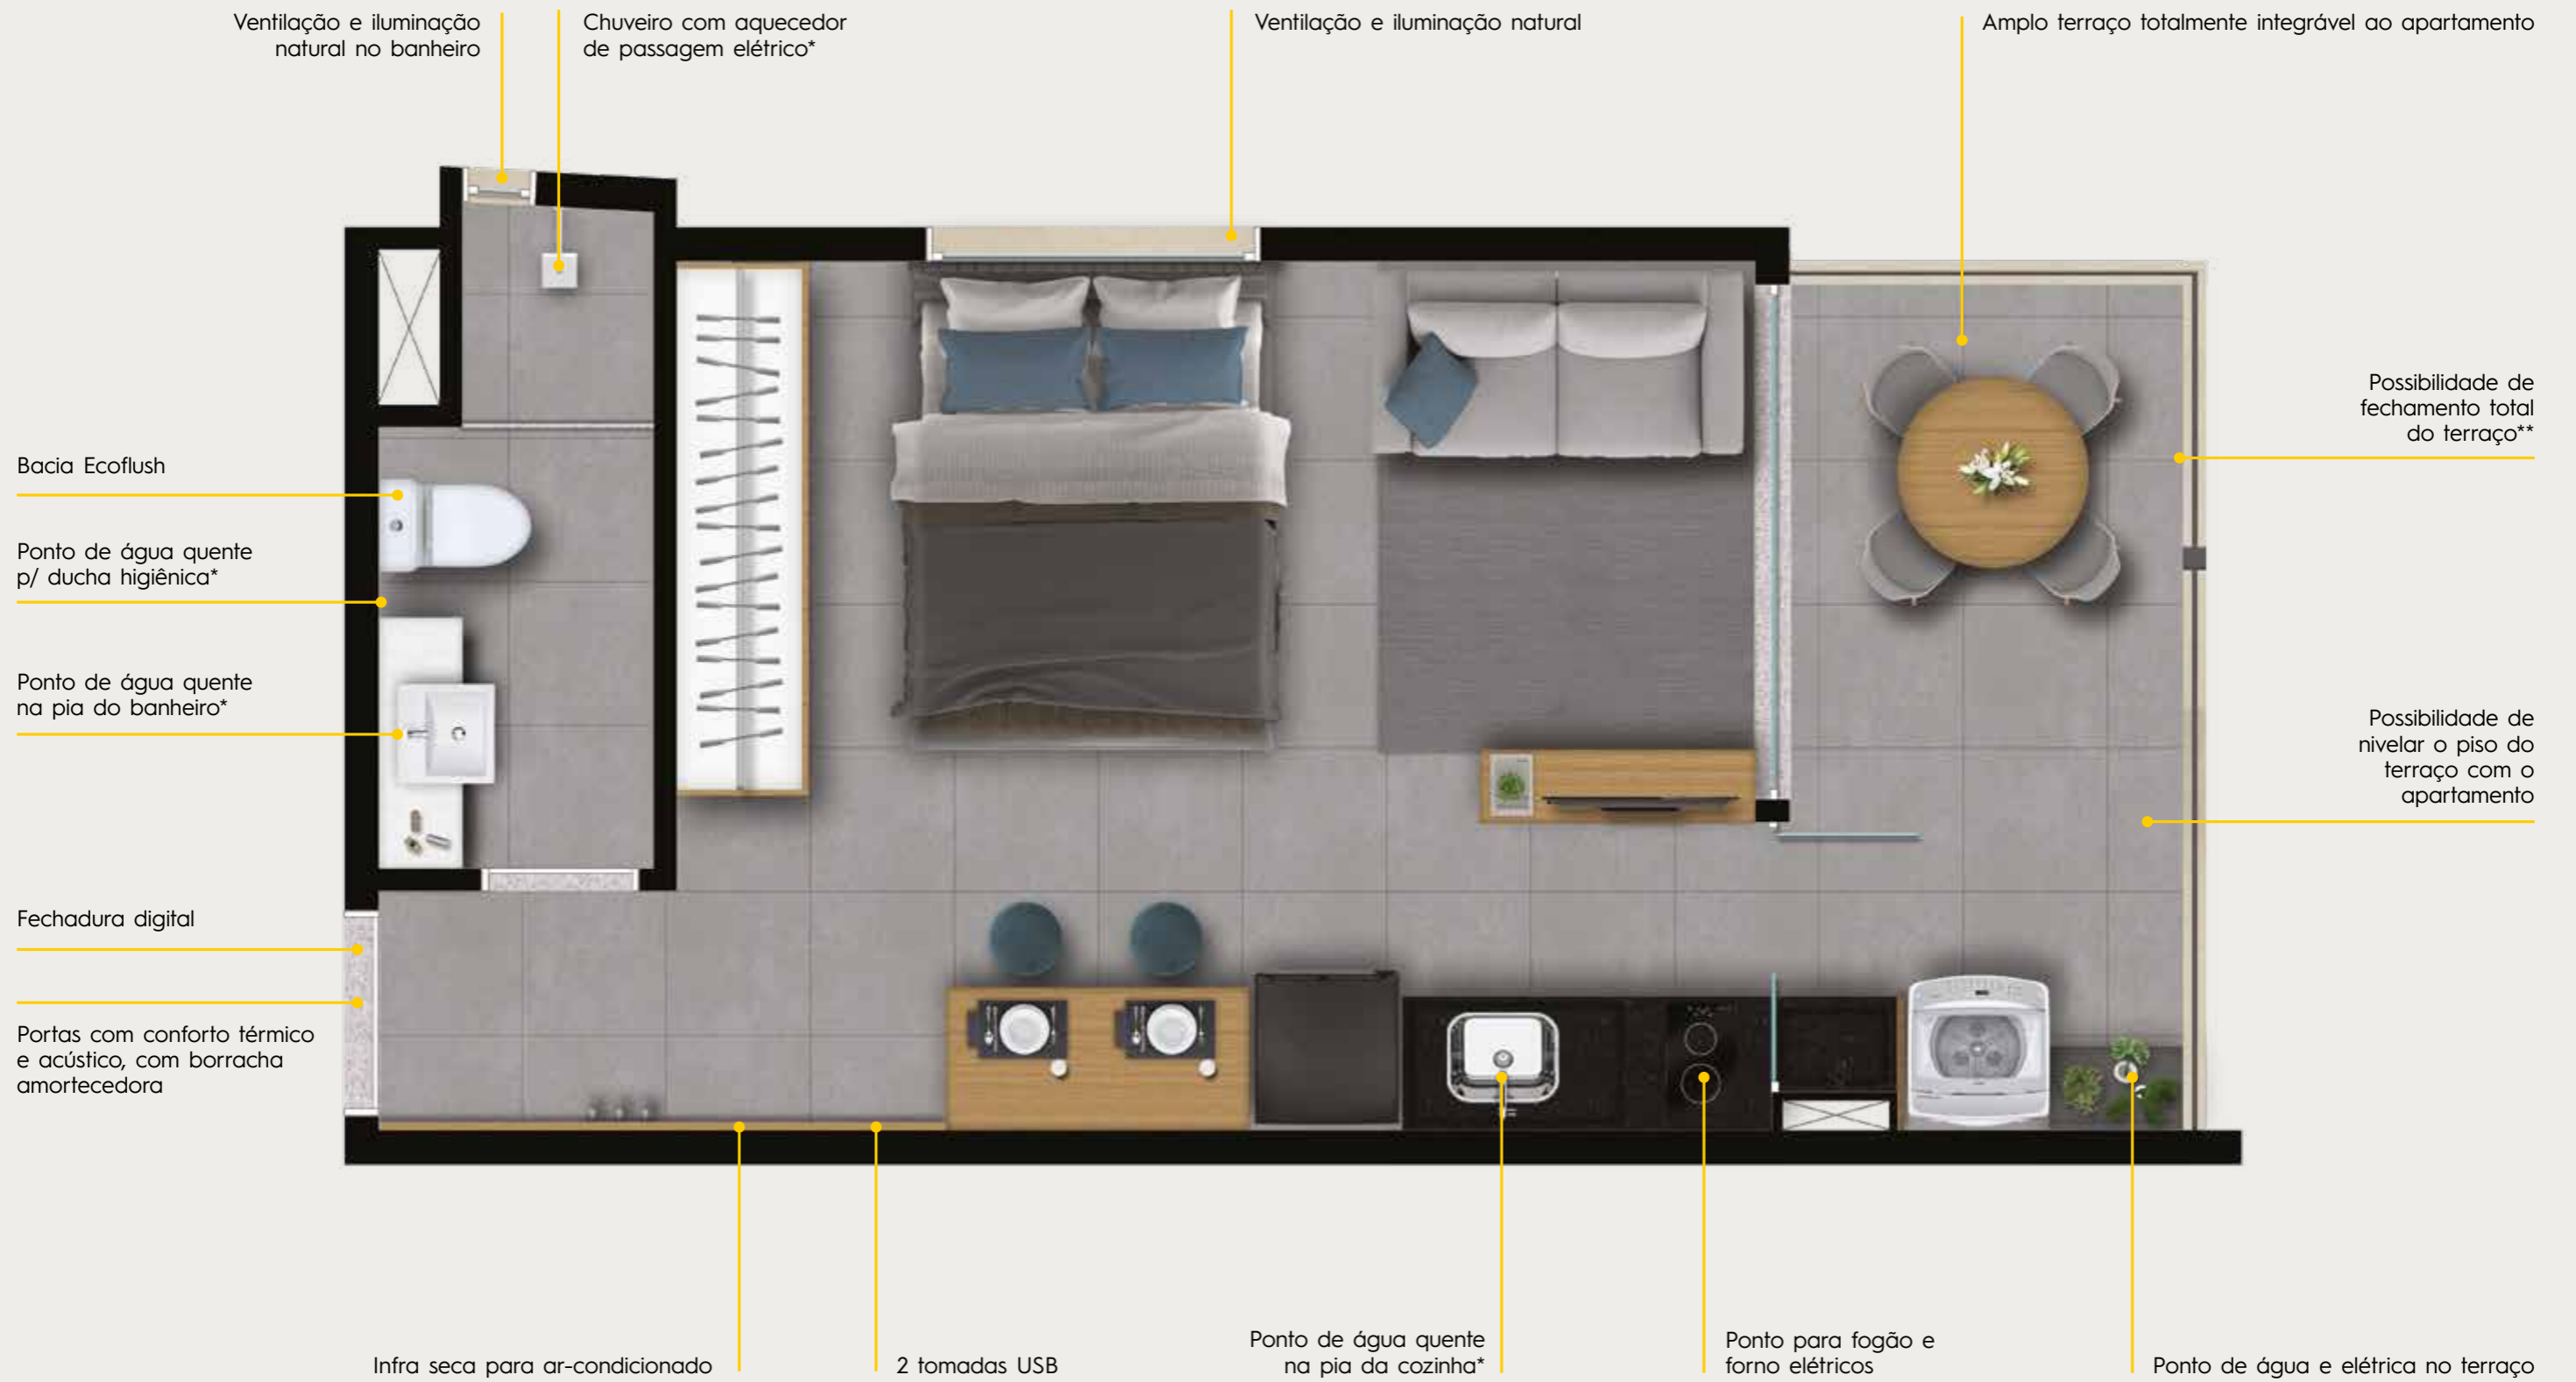 Ventilação e iluminação
natural no banheiro
Chuveiro com aquecedor
de passagem elétrico*
Ventilação e iluminação natural
Amplo terraço totalmente integrável ao apartamento
Possibilidade de
fechamento total
do terraço**
Bacia Ecoflush
Ponto de água quente
p/ ducha higiênica*
Ponto de água quente
na pia do banheiro*
Possibilidade de
nivelar o piso do
terraço com o
apartamento
Fechadura digital
Portas com conforto térmico
e acústico, com borracha
amortecedora
Infra seca para ar-condicionado
2 tomadas USB
Ponto de água quente
na pia da cozinha*
Ponto para fogão e
forno elétricos
Ponto de água e elétrica no terraço